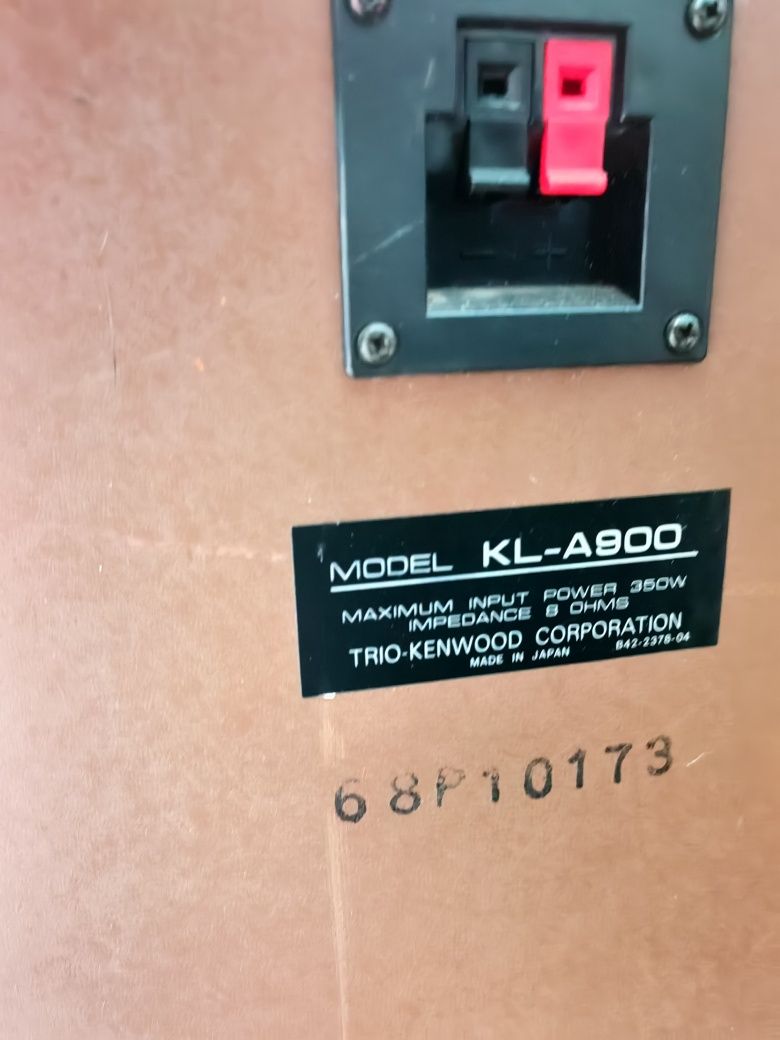 − +
MODEL KL-A900
MAXIMUM INPUT POWER 350W
IMPEDANCE 8 OHMS
TRIO-KENWOOD CORPORATION
MADE IN JAPAN B42-2378-04
68P10173